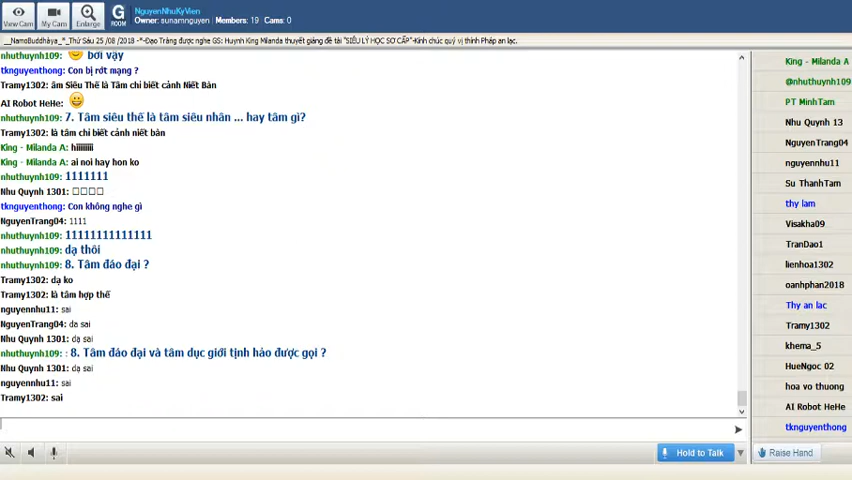 NguyenNhuKyVien
Owner: sunamnguyen | Members: 19 Cams: 0
View Cam
My Cam
Enlarge
G
ROOM
__NamoBuddhàya_*_Thứ Sáu 25 /08 /2018 -*-Đạo Tràng được nghe GS: Huỳnh King Milanda thuyết giảng đề tài "SIÊU LÝ HỌC SƠ CẤP"-Kính chúc quý vị thính Pháp an lạc.
nhuthuynh109: bởi vậy
tknguyenthong: Con bị rớt mạng ?
Tramy1302: âm Siêu Thế là Tâm chi biết cảnh Niết Bàn
AI Robot HeHe:
nhuthuynh109: 7. Tâm siêu thế là tâm siêu nhân ... hay tâm gì?
Tramy1302: là tâm chi biết cảnh niết bàn
King - Milanda A: hiiiiiiii
King - Milanda A: ai noi hay hon ko
nhuthuynh109: 1111111
Nhu Quynh 1301: □□□□
tknguyenthong: Con không nghe gì
NguyenTrang04: 1111
nhuthuynh109: 11111111111111
nhuthuynh109: dạ thôi
nhuthuynh109: 8. Tâm đáo đại ?
Tramy1302: dạ ko
Tramy1302: là tâm hợp thế
nguyennhu11: sai
NguyenTrang04: dạ sai
Nhu Quynh 1301: dạ sai
nhuthuynh109: : 8. Tâm đáo đại và tâm dục giới tịnh hảo được gọi ?
Nhu Quynh 1301: dạ sai
nguyennhu11: sai
Tramy1302: sai
King - Milanda A
@nhuthuynh109
PT MinhTam
Nhu Quynh 13
NguyenTrang04
nguyennhu11
Su ThanhTam
thy lam
Visakha09
TranDao1
lienhoa1302
oanhphan2018
Thy an lac
Tramy1302
khema_5
HueNgoc 02
hoa vo thuong
AI Robot HeHe
tknguyenthong
Hold to Talk
Raise Hand